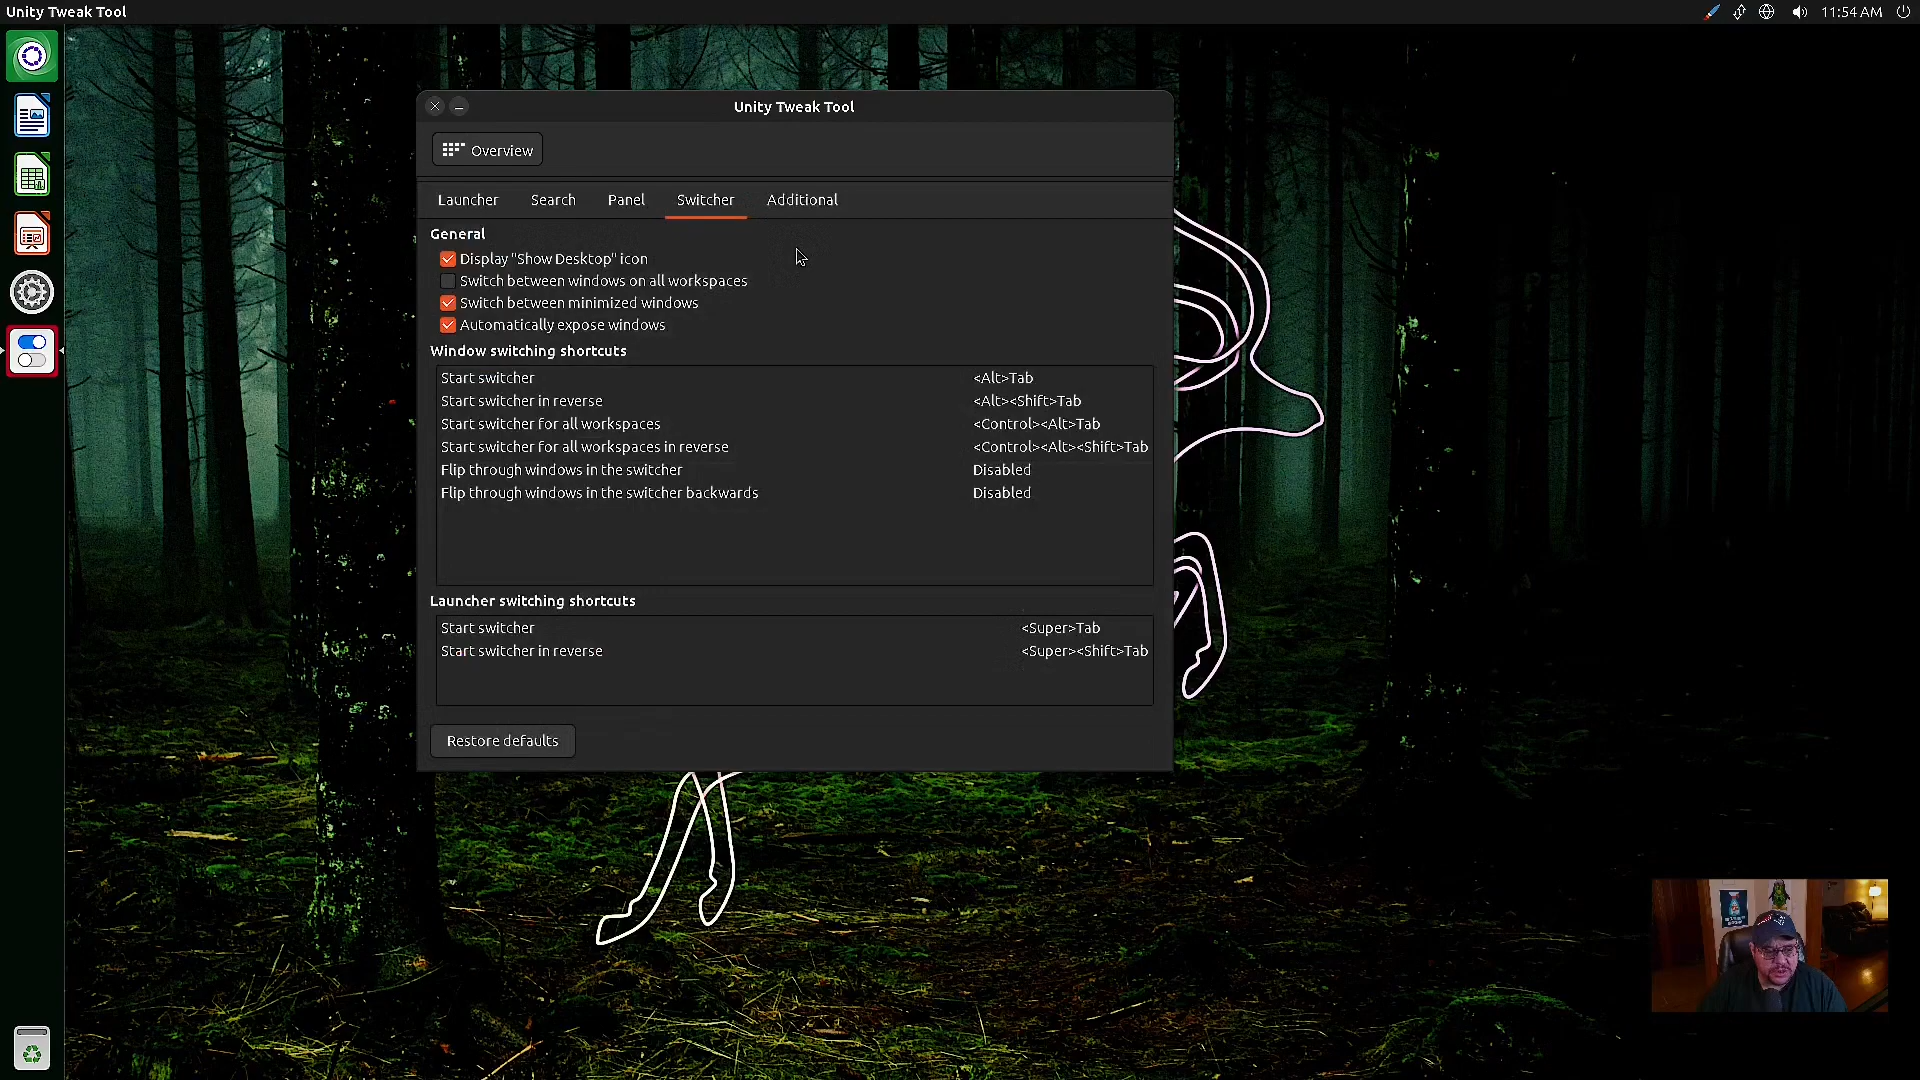 Unity Tweak Tool
11:54 AM
Unity Tweak Tool
Overview
Launcher Search Panel Switcher Additional
General
Display "Show Desktop" icon
Switch between windows on all workspaces
Switch between minimized windows
Automatically expose windows
Window switching shortcuts
Start switcher <Alt>Tab
Start switcher in reverse <Alt><Shift>Tab
Start switcher for all workspaces <Control><Alt>Tab
Start switcher for all workspaces in reverse <Control><Alt><Shift>Tab
Flip through windows in the switcher Disabled
Flip through windows in the switcher backwards Disabled
Launcher switching shortcuts
Start switcher <Super>Tab
Start switcher in reverse <Super><Shift>Tab
Restore defaults